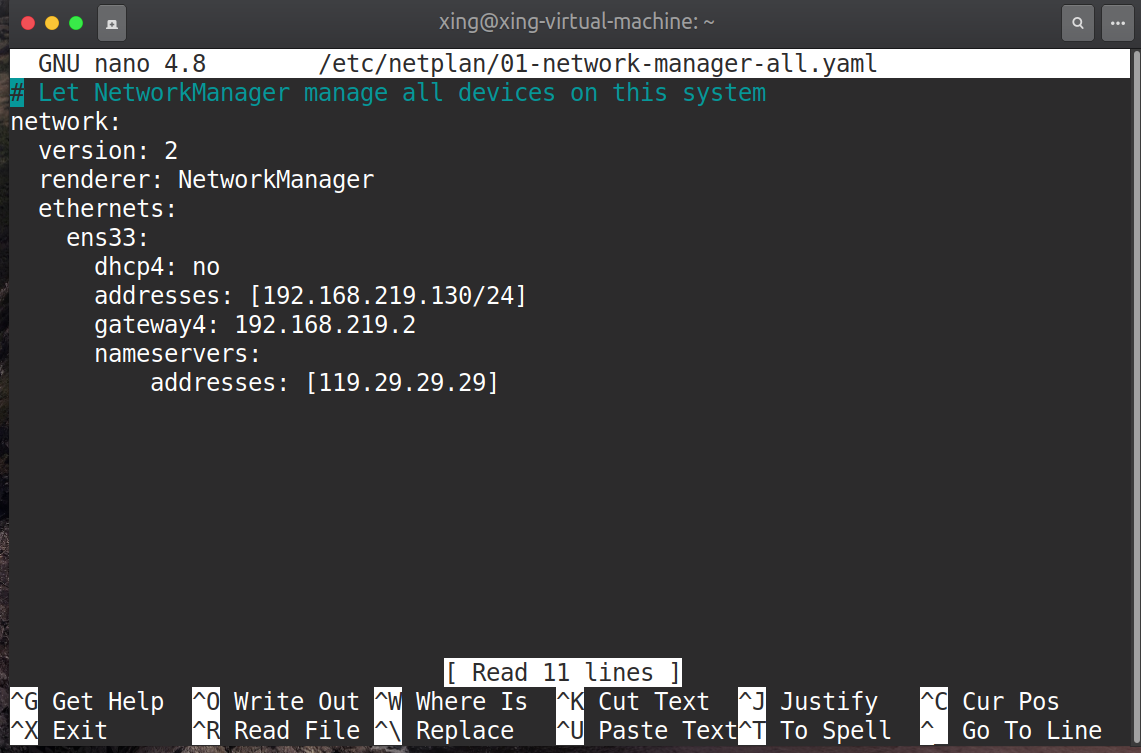 xing@xing-virtual-machine: ~
GNU nano 4.8 /etc/netplan/01-network-manager-all.yaml
# Let NetworkManager manage all devices on this system
network:
  version: 2
  renderer: NetworkManager
  ethernets:
    ens33:
      dhcp4: no
      addresses: [192.168.219.130/24]
      gateway4: 192.168.219.2
      nameservers:
          addresses: [119.29.29.29]
[ Read 11 lines ]
^G Get Help ^O Write Out ^W Where Is ^K Cut Text ^J Justify ^C Cur Pos
^X Exit ^R Read File ^\ Replace ^U Paste Text^T To Spell ^ Go To Line